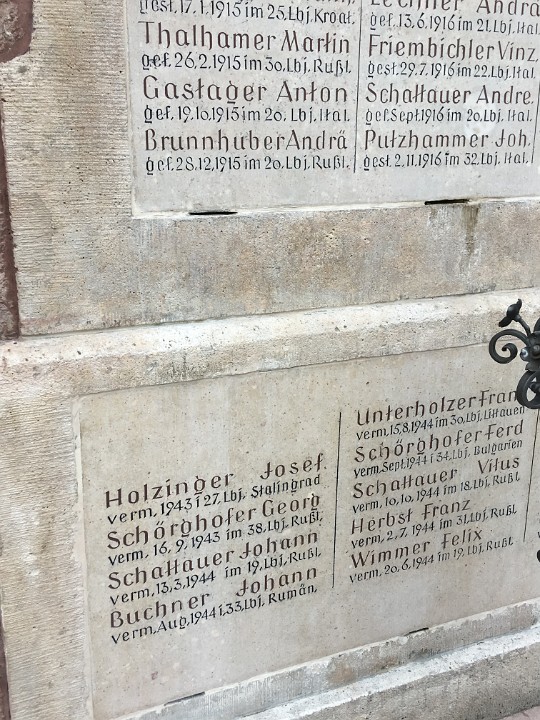 gest. 17.1.1915 im 25.Lbj. Kroat.
Thalhamer Martin
gef. 26.2.1915 im 30.Lbj. Rußl.
Gastager Anton
gef. 19.10.1915 im 20.Lbj. Ital.
Brunnhuber Andrä
gef. 28.12.1915 im 20.Lbj. Rußl.
Lechner Andrä
gef. 13.6.1916 im 21.Lbj. Ital.
Friembichler Vinz.
gest. 29.7.1916 im 22.Lbj. Ital.
Schattauer Andre.
gef. Sept.1916 im 20.Lbj. Ital.
Putzhammer Joh.
gest. 2.11.1916 im 32.Lbj. Ital.
Holzinger Josef.
verm. 1943 i 27.Lbj. Stalingrad
Schörghofer Georg
verm. 16.9.1943 im 38.Lbj. Rußl.
Schattauer Johann
verm. 13.3.1944 im 19.Lbj. Rußl.
Buchner Johann
verm. Aug.1944 i.33.Lbj. Rumän.
Unterholzer Fran
verm. 15.8.1944 im 30.Lbj. Littauen
Schörghofer Ferd
verm. Sept.1944 i 34.Lbj. Bulgarien
Schattauer Vitus
verm. 10.10.1944 im 18.Lbj. Rußl.
Herbst Franz
verm. 2.7.1944 im 31.Lbj. Rußl.
Wimmer Felix
verm. 20.6.1944 im 19.Lbj. Rußl.